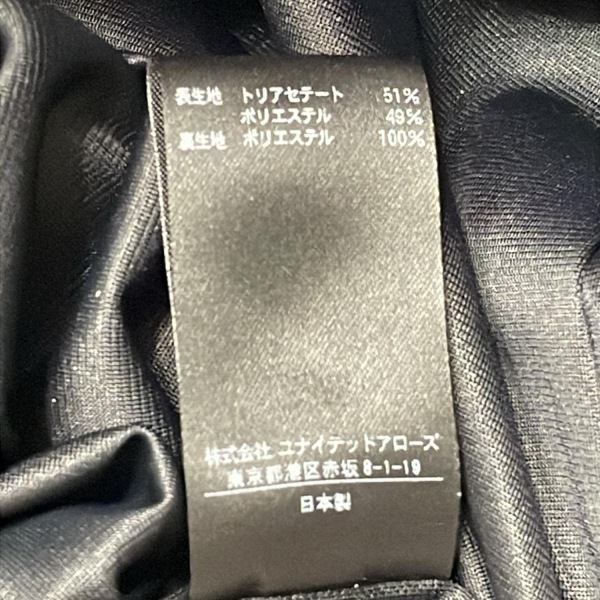 表生地 トリアセテート 51%
ポリエステル 49%
裏生地 ポリエステル 100%
株式会社 ユナイテッドアローズ
東京都港区赤坂8-1-19
日本製